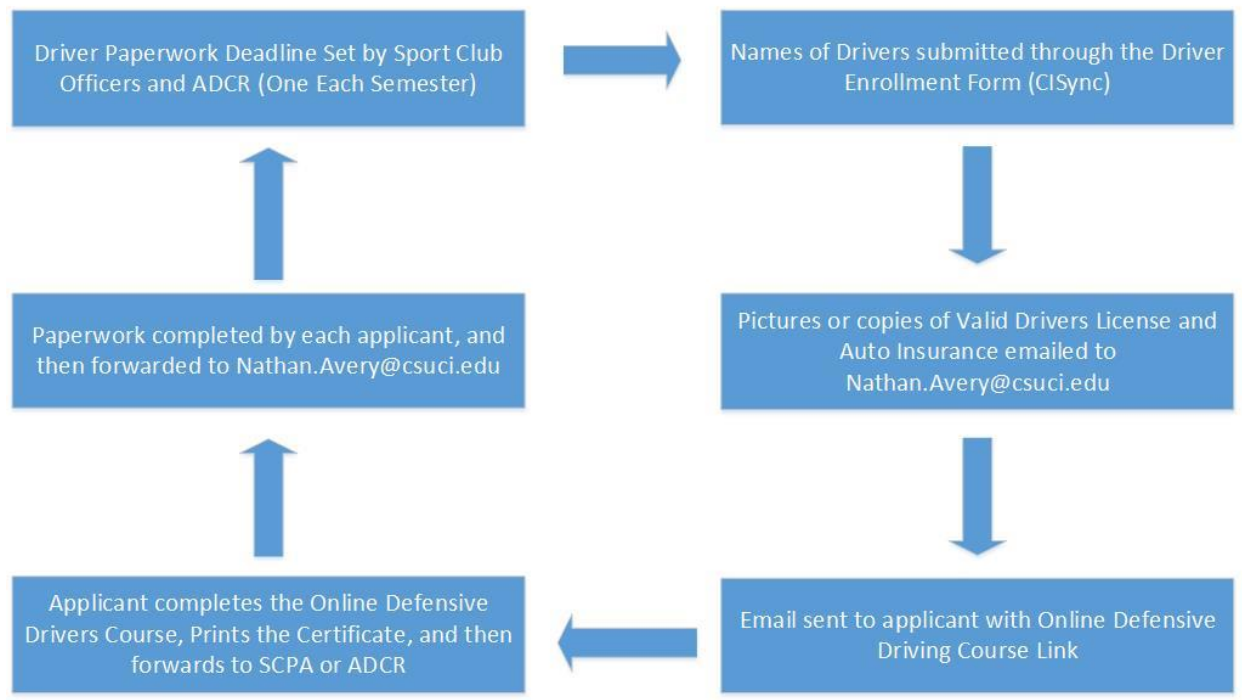 Driver Paperwork Deadline Set by Sport Club
Officers and ADCR (One Each Semester)
Names of Drivers submitted through the Driver
Enrollment Form (CISync)
Pictures or copies of Valid Drivers License and
Auto Insurance emailed to
Nathan.Avery@csuci.edu
Email sent to applicant with Online Defensive
Driving Course Link
Applicant completes the Online Defensive
Drivers Course, Prints the Certificate, and then
forwards to SCPA or ADCR
Paperwork completed by each applicant, and
then forwarded to Nathan.Avery@csuci.edu